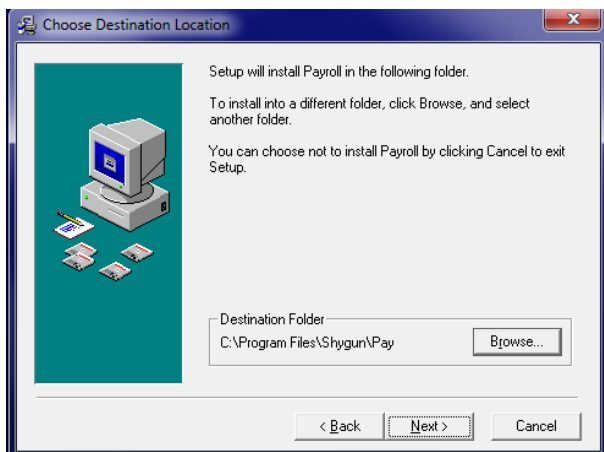 Choose Destination Location
Setup will install Payroll in the following folder.
To install into a different folder, click Browse, and select
another folder.
You can choose not to install Payroll by clicking Cancel to exit
Setup.
Destination Folder
C:\Program Files\Shygun\Pay
Browse...
< Back
Next >
Cancel